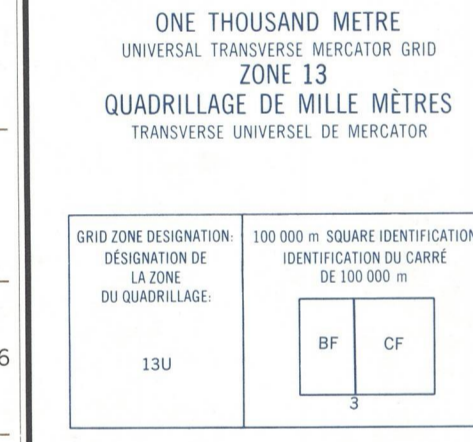 ONE THOUSAND METRE
UNIVERSAL TRANSVERSE MERCATOR GRID
ZONE 13
QUADRILLAGE DE MILLE MÈTRES
TRANSVERSE UNIVERSEL DE MERCATOR
GRID ZONE DESIGNATION:
DÉSIGNATION DE
LA ZONE
DU QUADRILLAGE:
13U
100 000 m SQUARE IDENTIFICATION
IDENTIFICATION DU CARRÉ
DE 100 000 m
BF CF
3
6